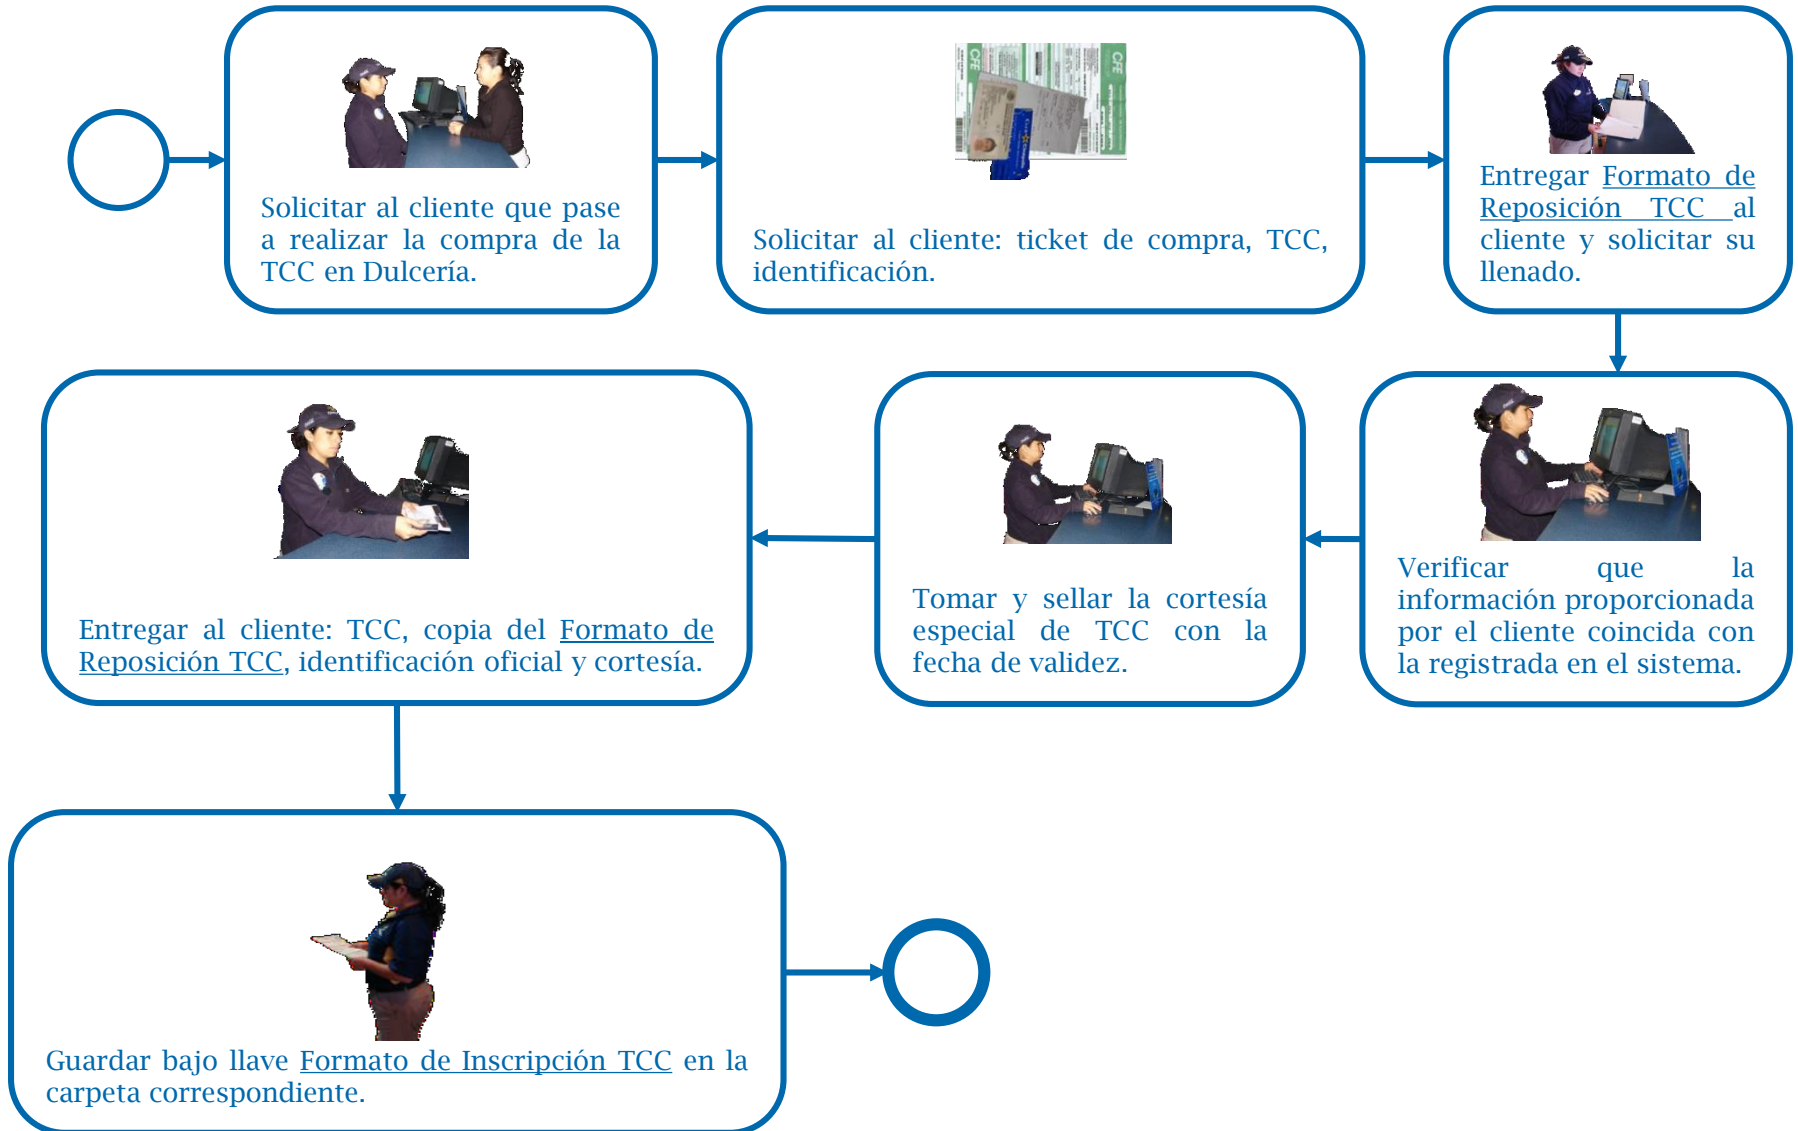 Solicitar al cliente que pase
a realizar la compra de la
TCC en Dulcería.
CFE
CFE
Solicitar al cliente: ticket de compra, TCC,
identificación.
Entregar Formato de
Reposición TCC al
cliente y solicitar su
llenado.
Verificar que la
información proporcionada
por el cliente coincida con
la registrada en el sistema.
Tomar y sellar la cortesía
especial de TCC con la
fecha de validez.
Entregar al cliente: TCC, copia del Formato de
Reposición TCC, identificación oficial y cortesía.
Guardar bajo llave Formato de Inscripción TCC en la
carpeta correspondiente.